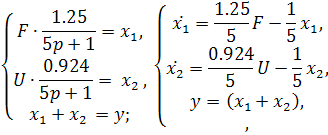 F · 1.25/(5p + 1) = x₁,
U · 0.924/(5p + 1) = x₂,
x₁ + x₂ = y;
ẋ₁ = 1.25/5 F − 1/5 x₁,
ẋ₂ = 0.924/5 U − 1/5 x₂,
y = (x₁ + x₂),
,